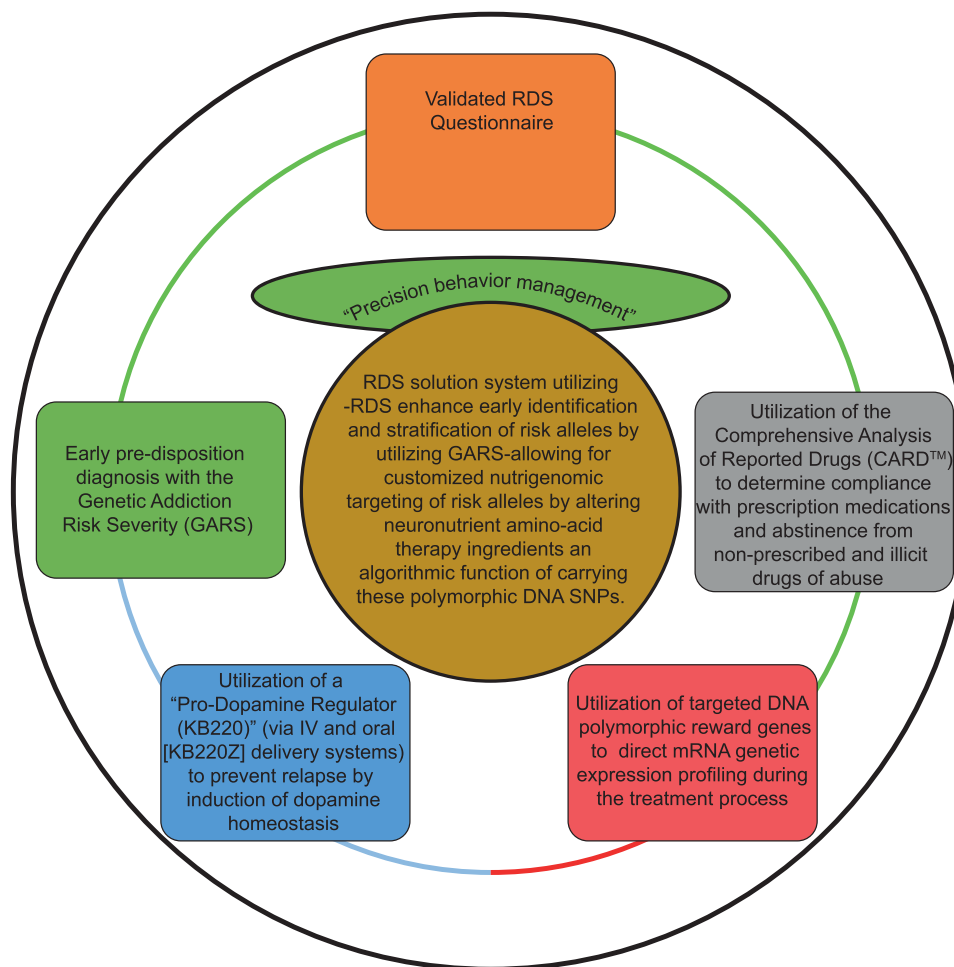 Validated RDS
Questionnaire
“Precision behavior management”
RDS solution system utilizing
-RDS enhance early identification
and stratification of risk alleles by
utilizing GARS-allowing for
customized nutrigenomic
targeting of risk alleles by altering
neuronutrient amino-acid
therapy ingredients an
algorithmic function of carrying
these polymorphic DNA SNPs.
Early pre-disposition
diagnosis with the
Genetic Addiction
Risk Severity (GARS)
Utilization of the
Comprehensive Analysis
of Reported Drugs (CARD™)
to determine compliance
with prescription medications
and abstinence from
non-prescribed and illicit
drugs of abuse
Utilization of a
“Pro-Dopamine Regulator
(KB220)” (via IV and oral
[KB220Z] delivery systems)
to prevent relapse by
induction of dopamine
homeostasis
Utilization of targeted DNA
polymorphic reward genes
to direct mRNA genetic
expression profiling during
the treatment process